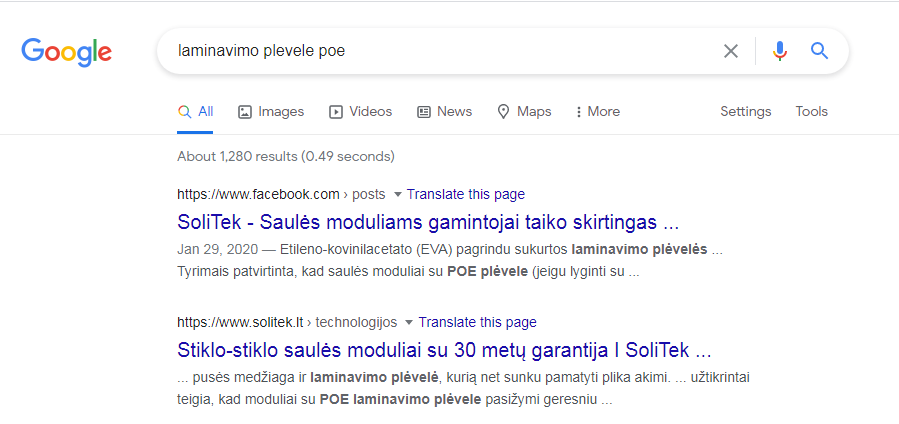 Google laminavimo plevele poe
All Images Videos News Maps More Settings Tools
About 1,280 results (0.49 seconds)
https://www.facebook.com › posts Translate this page
SoliTek - Saulės moduliams gamintojai taiko skirtingas ...
Jan 29, 2020 — Etileno-kovinilacetato (EVA) pagrindu sukurtos laminavimo plėvelės ...
Tyrimais patvirtinta, kad saulės moduliai su POE plėvele (jeigu lyginti su ...
https://www.solitek.lt › technologijos Translate this page
Stiklo-stiklo saulės moduliai su 30 metų garantija I SoliTek ...
... pusės medžiaga ir laminavimo plėvelė, kurią net sunku pamatyti plika akimi. ... užtikrintai
teigia, kad moduliai su POE laminavimo plėvele pasižymi geresniu ...